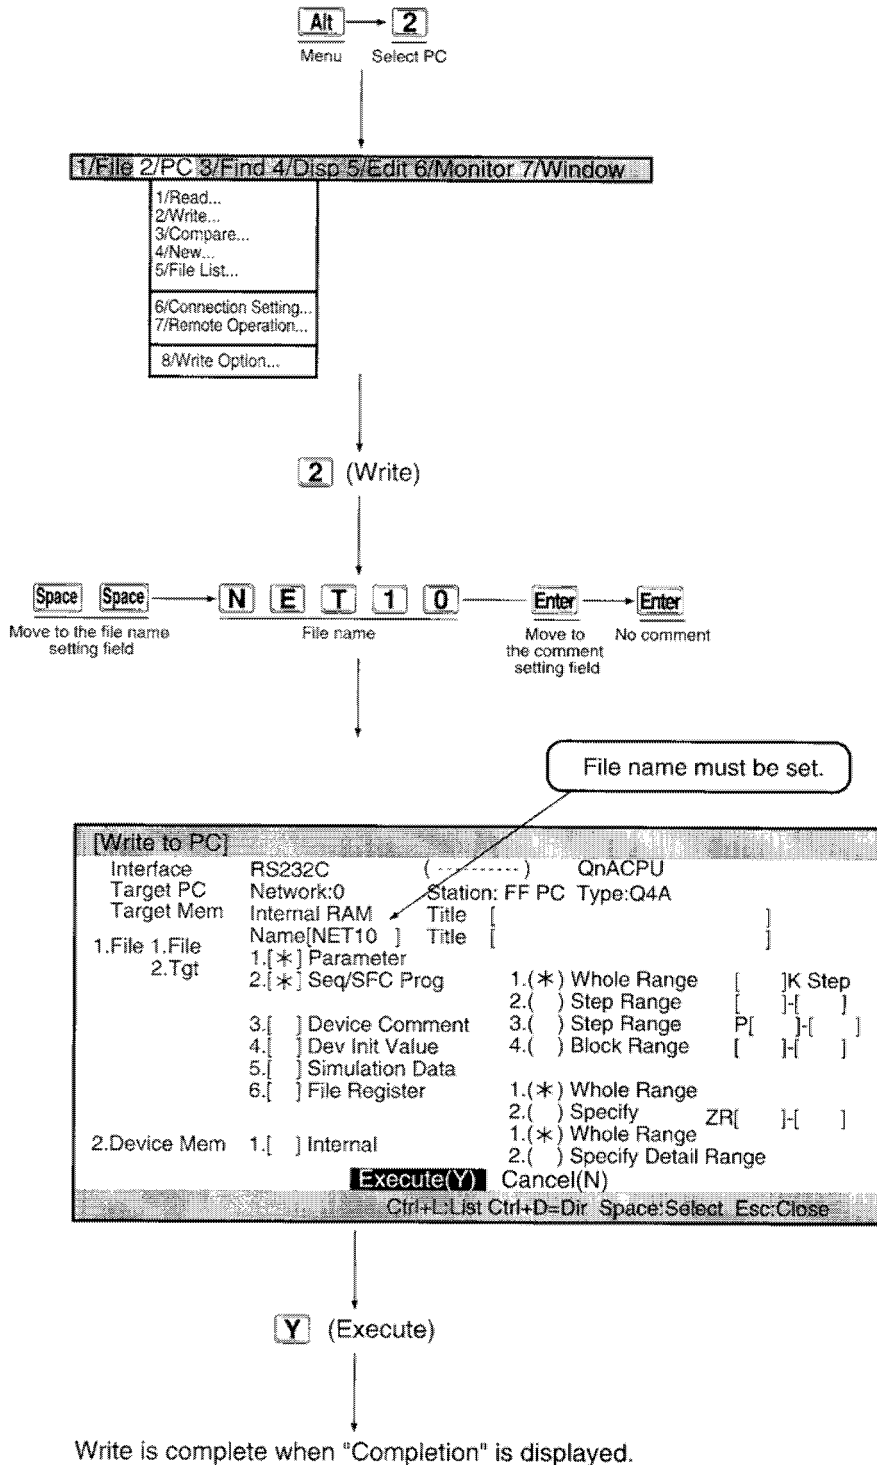 Alt 2
Menu Select PC
1/File 2/PC 3/Find 4/Disp 5/Edit 6/Monitor 7/Window
1/Read...
2/Write...
3/Compare...
4/New...
5/File List...
6/Connection Setting...
7/Remote Operation...
8/Write Option...
2 (Write)
Space Space N E T 1 0 Enter Enter
Move to the file name setting field
File name
Move to the comment setting field
No comment
File name must be set.
[Write to PC]
Interface RS232C (----------) QnACPU
Target PC Network:0 Station: FF PC Type:Q4A
Target Mem Internal RAM Title [ ]
1.File 1.File Name[NET10 ] Title [ ]
2.Tgt 1.[*] Parameter
2.[*] Seq/SFC Prog 1.(*) Whole Range [ ]K Step
2.( ) Step Range [ ]-[ ]
3.[ ] Device Comment 3.( ) Step Range P[ ]-[ ]
4.[ ] Dev Init Value 4.( ) Block Range [ ]-[ ]
5.[ ] Simulation Data
6.[ ] File Register 1.(*) Whole Range
2.( ) Specify ZR[ ]-[ ]
2.Device Mem 1.[ ] Internal 1.(*) Whole Range
2.( ) Specify Detail Range
Execute(Y) Cancel(N)
Ctrl+L:List Ctrl+D=Dir Space:Select Esc:Close
Y (Execute)
Write is complete when "Completion" is displayed.